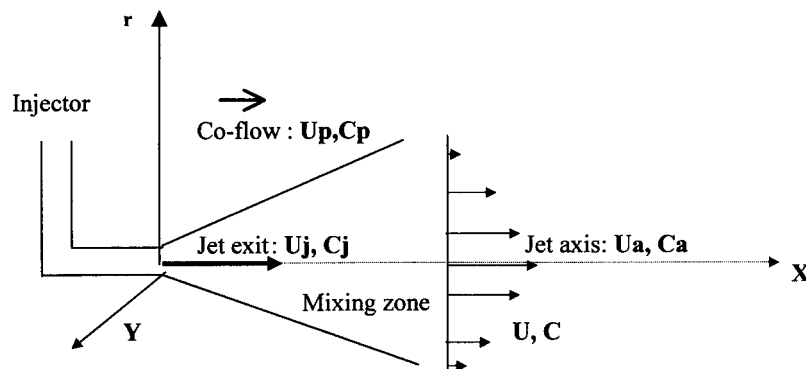 r
Injector
Co-flow : Up,Cp
Jet exit: Uj, Cj
Jet axis: Ua, Ca
X
Mixing zone
Y
U, C